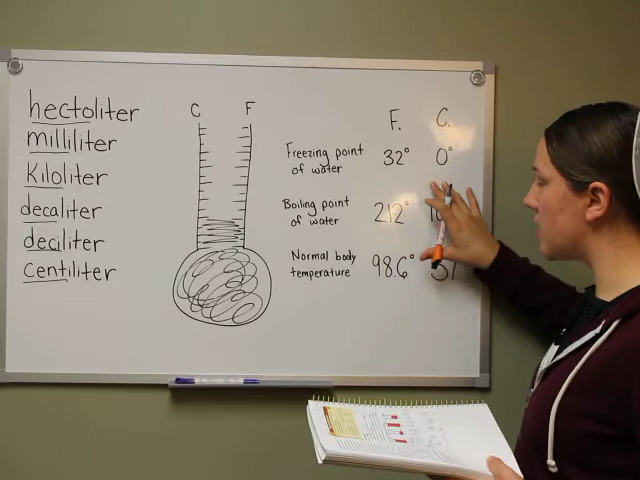 hectoliter
milliliter
Kiloliter
decaliter
deciliter
centiliter
C F
F. C.
Freezing point
of water 32° 0°
Boiling point
of water 212°
Normal body
temperature 98.6°